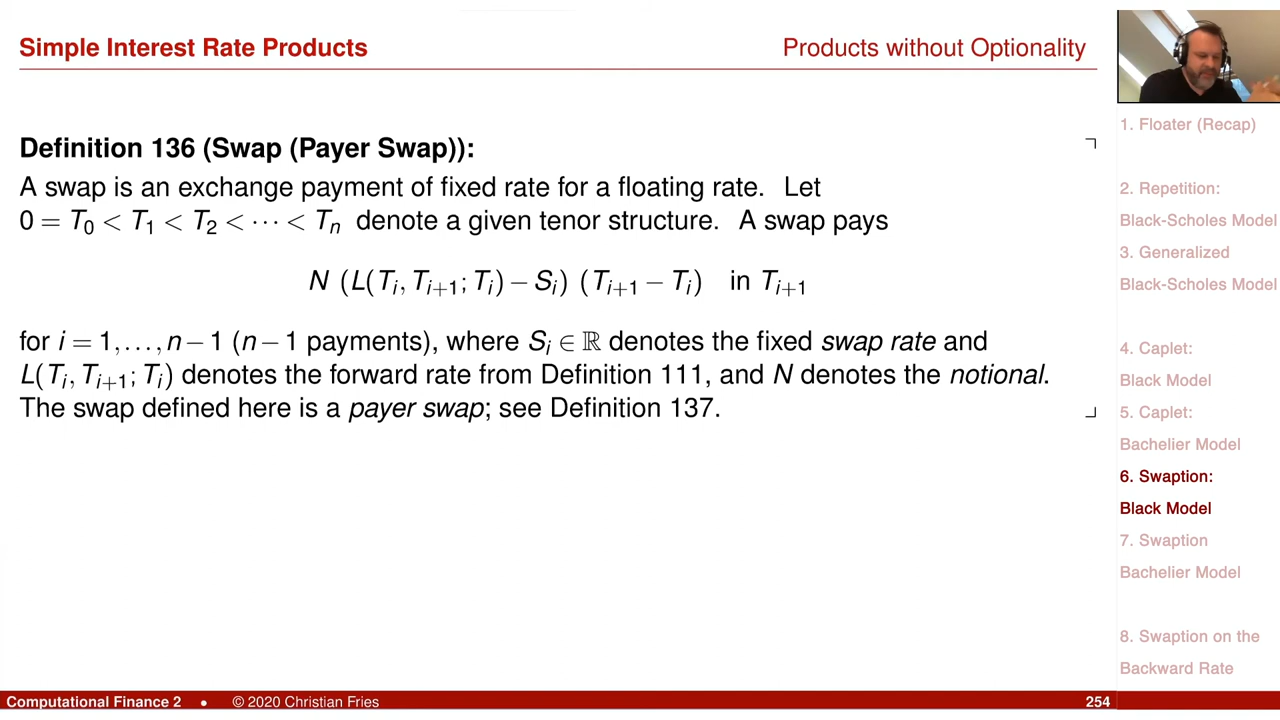 Simple Interest Rate Products
Products without Optionality
Definition 136 (Swap (Payer Swap)):
A swap is an exchange payment of fixed rate for a floating rate. Let
0 = T₀ < T₁ < T₂ < ⋯ < Tₙ denote a given tenor structure. A swap pays
N (L(Tᵢ, Tᵢ₊₁; Tᵢ) − Sᵢ) (Tᵢ₊₁ − Tᵢ) in Tᵢ₊₁
for i = 1,…,n − 1 (n − 1 payments), where Sᵢ ∈ ℝ denotes the fixed swap rate and
L(Tᵢ, Tᵢ₊₁; Tᵢ) denotes the forward rate from Definition 111, and N denotes the notional.
The swap defined here is a payer swap; see Definition 137.
1. Floater (Recap)
2. Repetition:
Black-Scholes Model
3. Generalized
Black-Scholes Model
4. Caplet:
Black Model
5. Caplet:
Bachelier Model
6. Swaption:
Black Model
7. Swaption
Bachelier Model
8. Swaption on the
Backward Rate
Computational Finance 2 • © 2020 Christian Fries
254